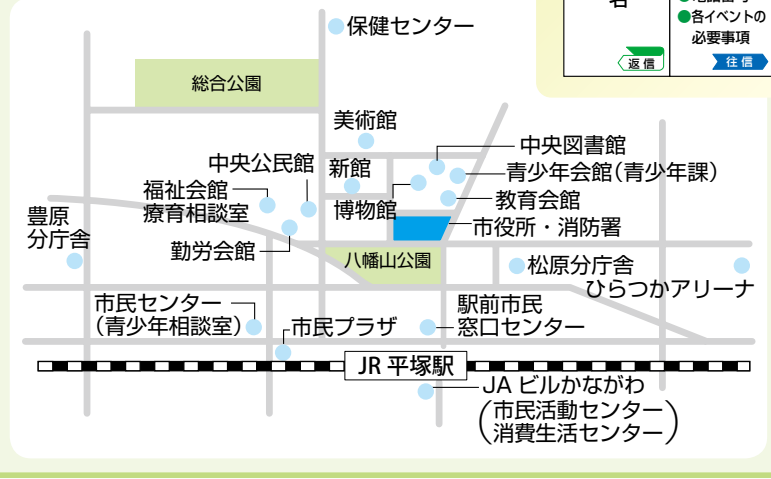 名
●各イベントの
必要事項
返信
往信
保健センター
総合公園
美術館
中央図書館
中央公民館
新館
青少年会館（青少年課）
福祉会館
療育相談室
博物館
教育会館
豊原
分庁舎
市役所・消防署
勤労会館
八幡山公園
松原分庁舎
ひらつかアリーナ
市民センター
（青少年相談室）
市民プラザ
駅前市民
窓口センター
JR 平塚駅
JA ビルかながわ
（市民活動センター
消費生活センター）